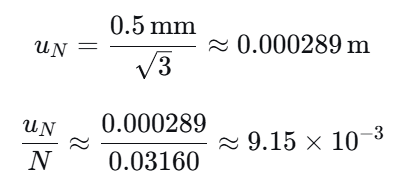 u_N = 0.5 mm / √3 ≈ 0.000289 m
u_N / N ≈ 0.000289 / 0.03160 ≈ 9.15 × 10⁻³